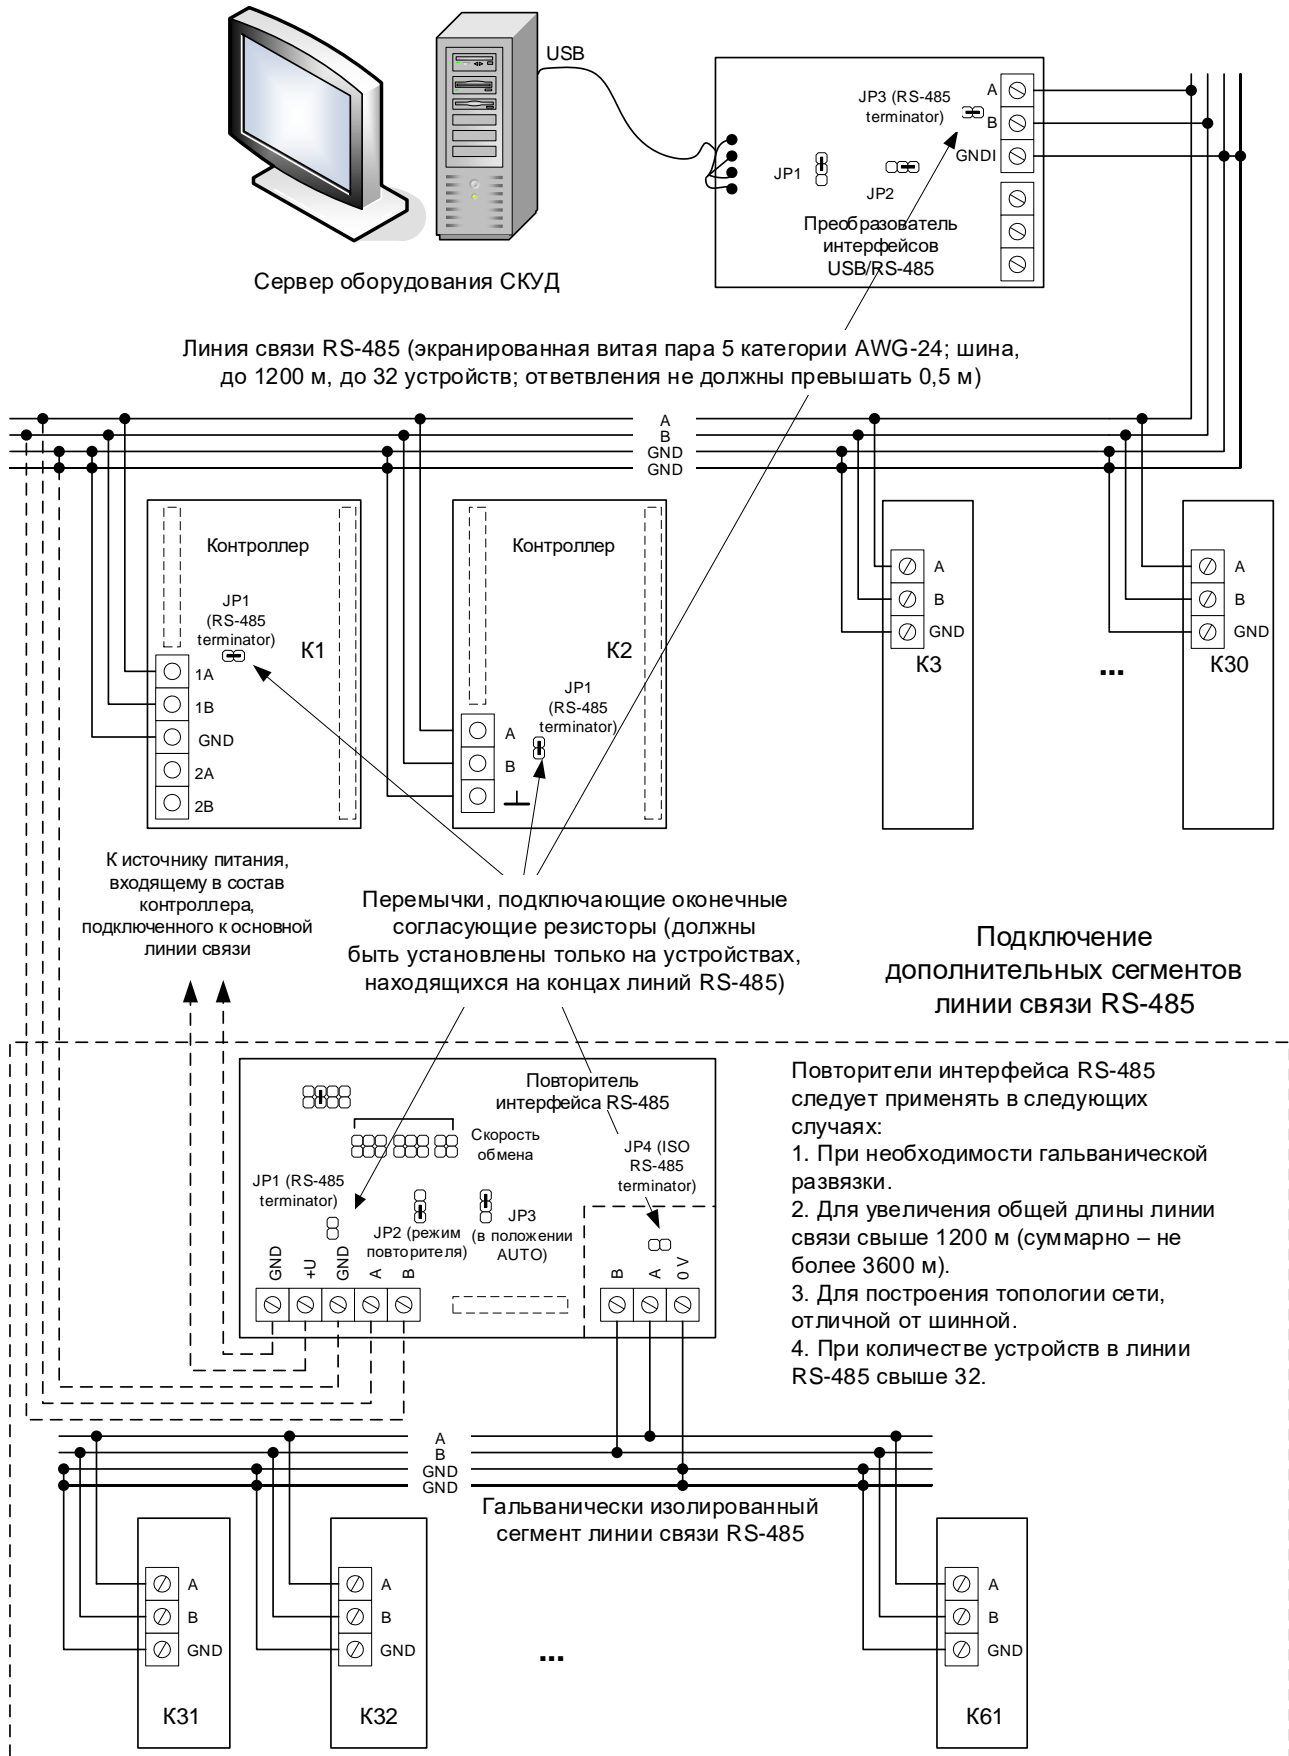 USB
JP3 (RS-485
terminator)
A
B
GNDI
JP1
JP2
Преобразователь
интерфейсов
USB/RS-485
Сервер оборудования СКУД
Линия связи RS-485 (экранированная витая пара 5 категории AWG-24; шина,
до 1200 м, до 32 устройств; ответвления не должны превышать 0,5 м)
A
B
GND
GND
Контроллер
JP1
(RS-485
terminator)
К1
1A
1B
GND
2A
2B
Контроллер
К2
JP1
(RS-485
terminator)
A
B
A
B
GND
К3
...
A
B
GND
К30
К источнику питания,
входящему в состав
контроллера,
подключенного к основной
линии связи
Перемычки, подключающие оконечные
согласующие резисторы (должны
быть установлены только на устройствах,
находящихся на концах линий RS-485)
Подключение
дополнительных сегментов
линии связи RS-485
Повторитель
интерфейса RS-485
Скорость
обмена
JP1 (RS-485
terminator)
JP2 (режим
повторителя)
JP3
(в положении
AUTO)
JP4 (ISO
RS-485
terminator)
GND
+U
GND
A
B
B
A
0 V
Повторители интерфейса RS-485
следует применять в следующих
случаях:
1. При необходимости гальванической
развязки.
2. Для увеличения общей длины линии
связи свыше 1200 м (суммарно – не
более 3600 м).
3. Для построения топологии сети,
отличной от шинной.
4. При количестве устройств в линии
RS-485 свыше 32.
A
B
GND
GND
Гальванически изолированный
сегмент линии связи RS-485
A
B
GND
К31
A
B
GND
К32
...
A
B
GND
К61